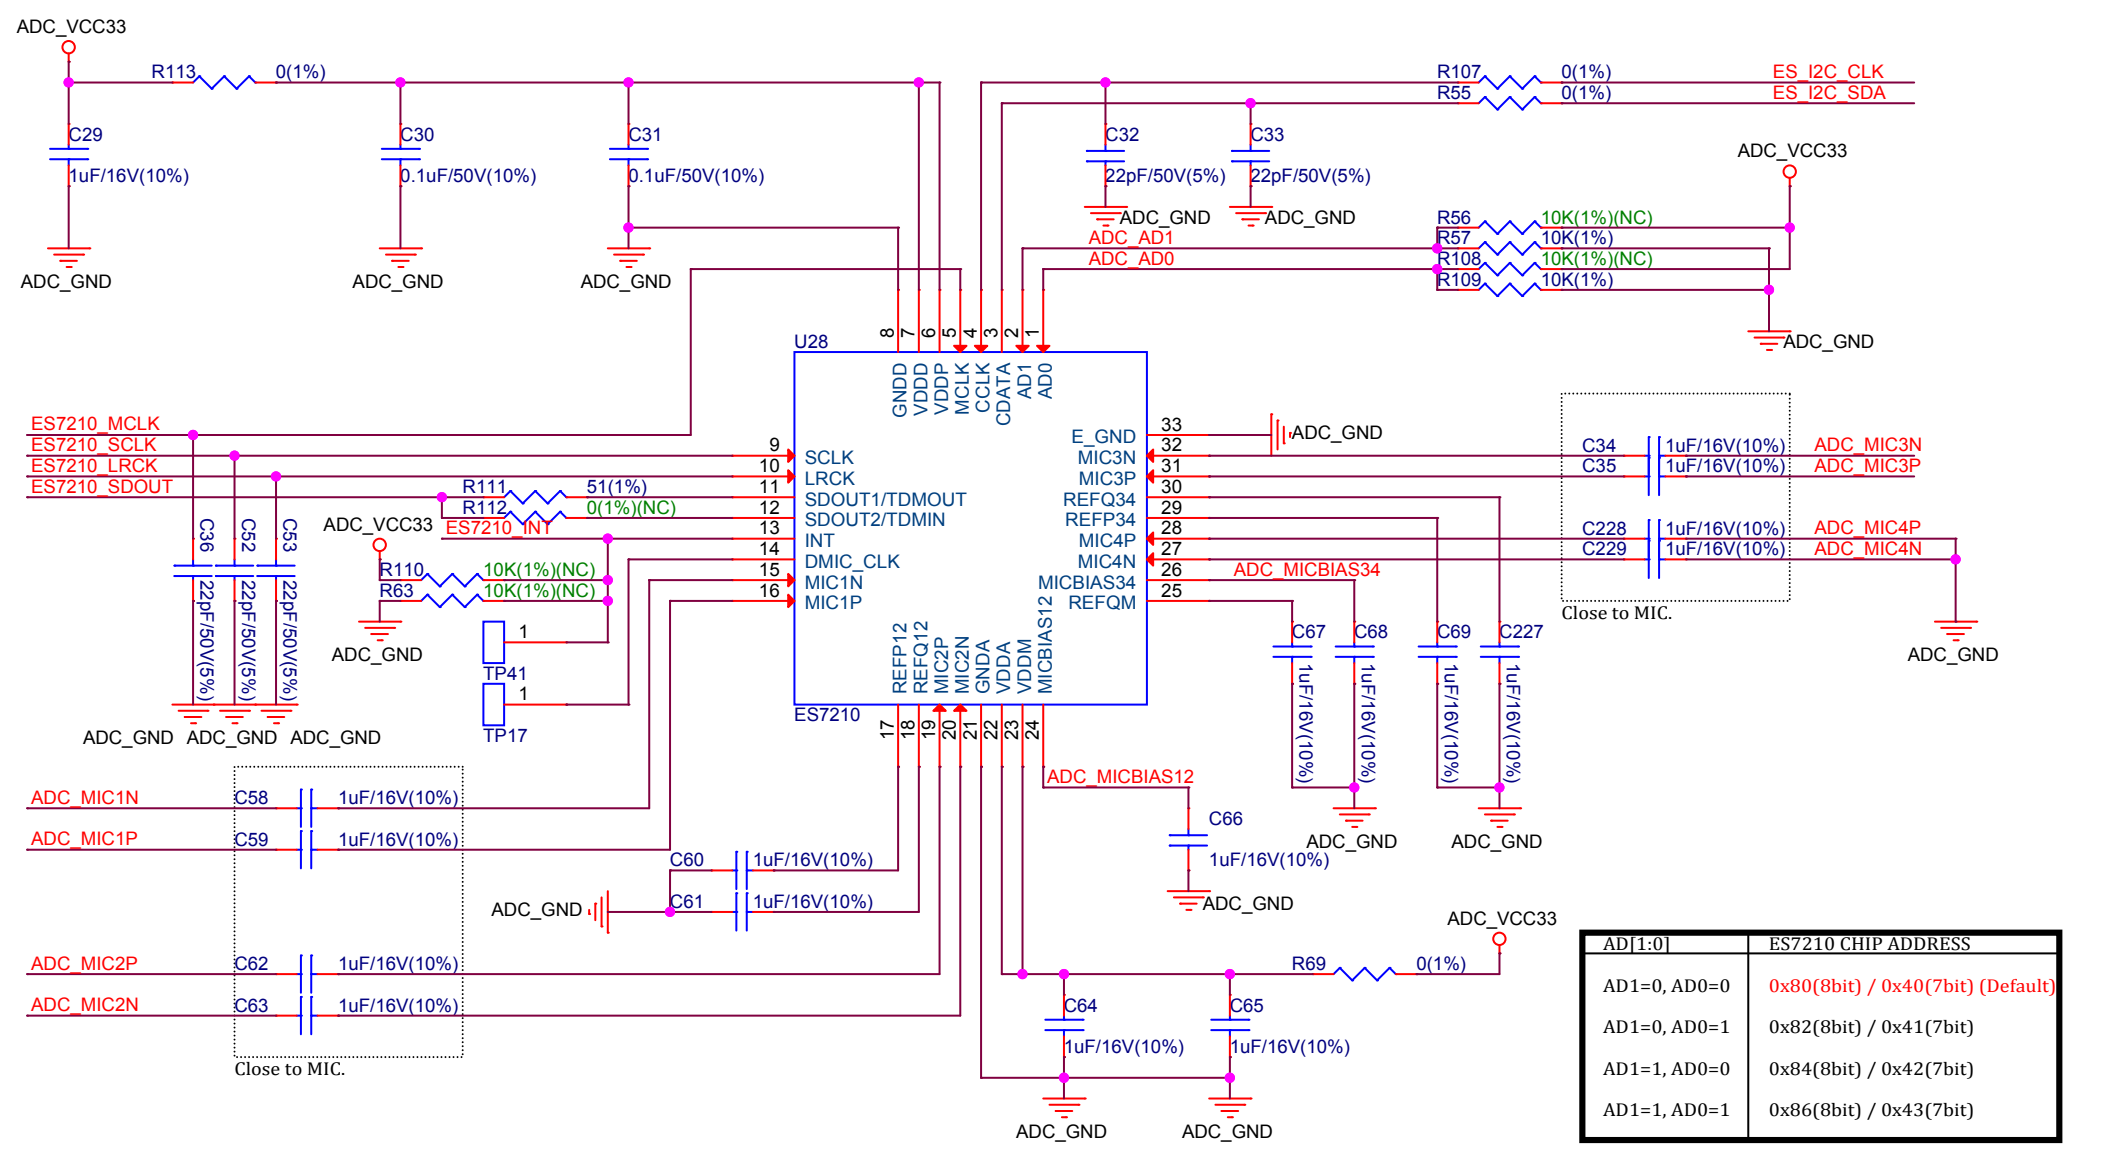 ADC_VCC33
R113 0(1%)
C29
1uF/16V(10%)
ADC_GND
C30
0.1uF/50V(10%)
ADC_GND
C31
0.1uF/50V(10%)
ADC_GND
R107 0(1%) ES_I2C_CLK
R55 0(1%) ES_I2C_SDA
C32
22pF/50V(5%)
ADC_GND
C33
22pF/50V(5%)
ADC_GND
ADC_VCC33
R56 10K(1%)(NC)
ADC_AD1 R57 10K(1%)
ADC_AD0 R108 10K(1%)(NC)
R109 10K(1%)
ADC_GND
U28
8 7 6 5 4 3 2 1
GNDD VDDD VDDP MCLK CCLK CDATA AD1 AD0
ES7210_MCLK
ES7210_SCLK 9 SCLK
ES7210_LRCK 10 LRCK
ES7210_SDOUT R111 51(1%) 11 SDOUT1/TDMOUT
R112 0(1%)(NC) 12 SDOUT2/TDMIN
ADC_VCC33
ES7210_INT 13 INT
14 DMIC_CLK
R110 10K(1%)(NC) 15 MIC1N
R63 10K(1%)(NC) 16 MIC1P
ADC_GND
1
TP41
1
TP17
C36 22pF/50V(5%)
C52 22pF/50V(5%)
C53 22pF/50V(5%)
ADC_GND ADC_GND ADC_GND
E_GND 33 ADC_GND
MIC3N 32 C34 1uF/16V(10%) ADC_MIC3N
MIC3P 31 C35 1uF/16V(10%) ADC_MIC3P
REFQ34 30
REFP34 29
MIC4P 28 C228 1uF/16V(10%) ADC_MIC4P
MIC4N 27 C229 1uF/16V(10%) ADC_MIC4N
MICBIAS34 26 ADC_MICBIAS34
REFQM 25
Close to MIC.
ADC_GND
C67 1uF/16V(10%)
C68 1uF/16V(10%)
C69 1uF/16V(10%)
C227 1uF/16V(10%)
ADC_GND
ADC_GND
REFP12 REFQ12 MIC2P MIC2N GNDA VDDA VDDM MICBIAS12
ES7210
17 18 19 20 21 22 23 24
ADC_MICBIAS12
C66
1uF/16V(10%)
ADC_GND
ADC_MIC1N C58 1uF/16V(10%)
ADC_MIC1P C59 1uF/16V(10%)
C60 1uF/16V(10%)
C61 1uF/16V(10%)
ADC_GND
ADC_MIC2P C62 1uF/16V(10%)
ADC_MIC2N C63 1uF/16V(10%)
Close to MIC.
ADC_VCC33
R69 0(1%)
C64
1uF/16V(10%)
C65
1uF/16V(10%)
ADC_GND
ADC_GND
AD[1:0] ES7210 CHIP ADDRESS
AD1=0, AD0=0 0x80(8bit) / 0x40(7bit) (Default)
AD1=0, AD0=1 0x82(8bit) / 0x41(7bit)
AD1=1, AD0=0 0x84(8bit) / 0x42(7bit)
AD1=1, AD0=1 0x86(8bit) / 0x43(7bit)